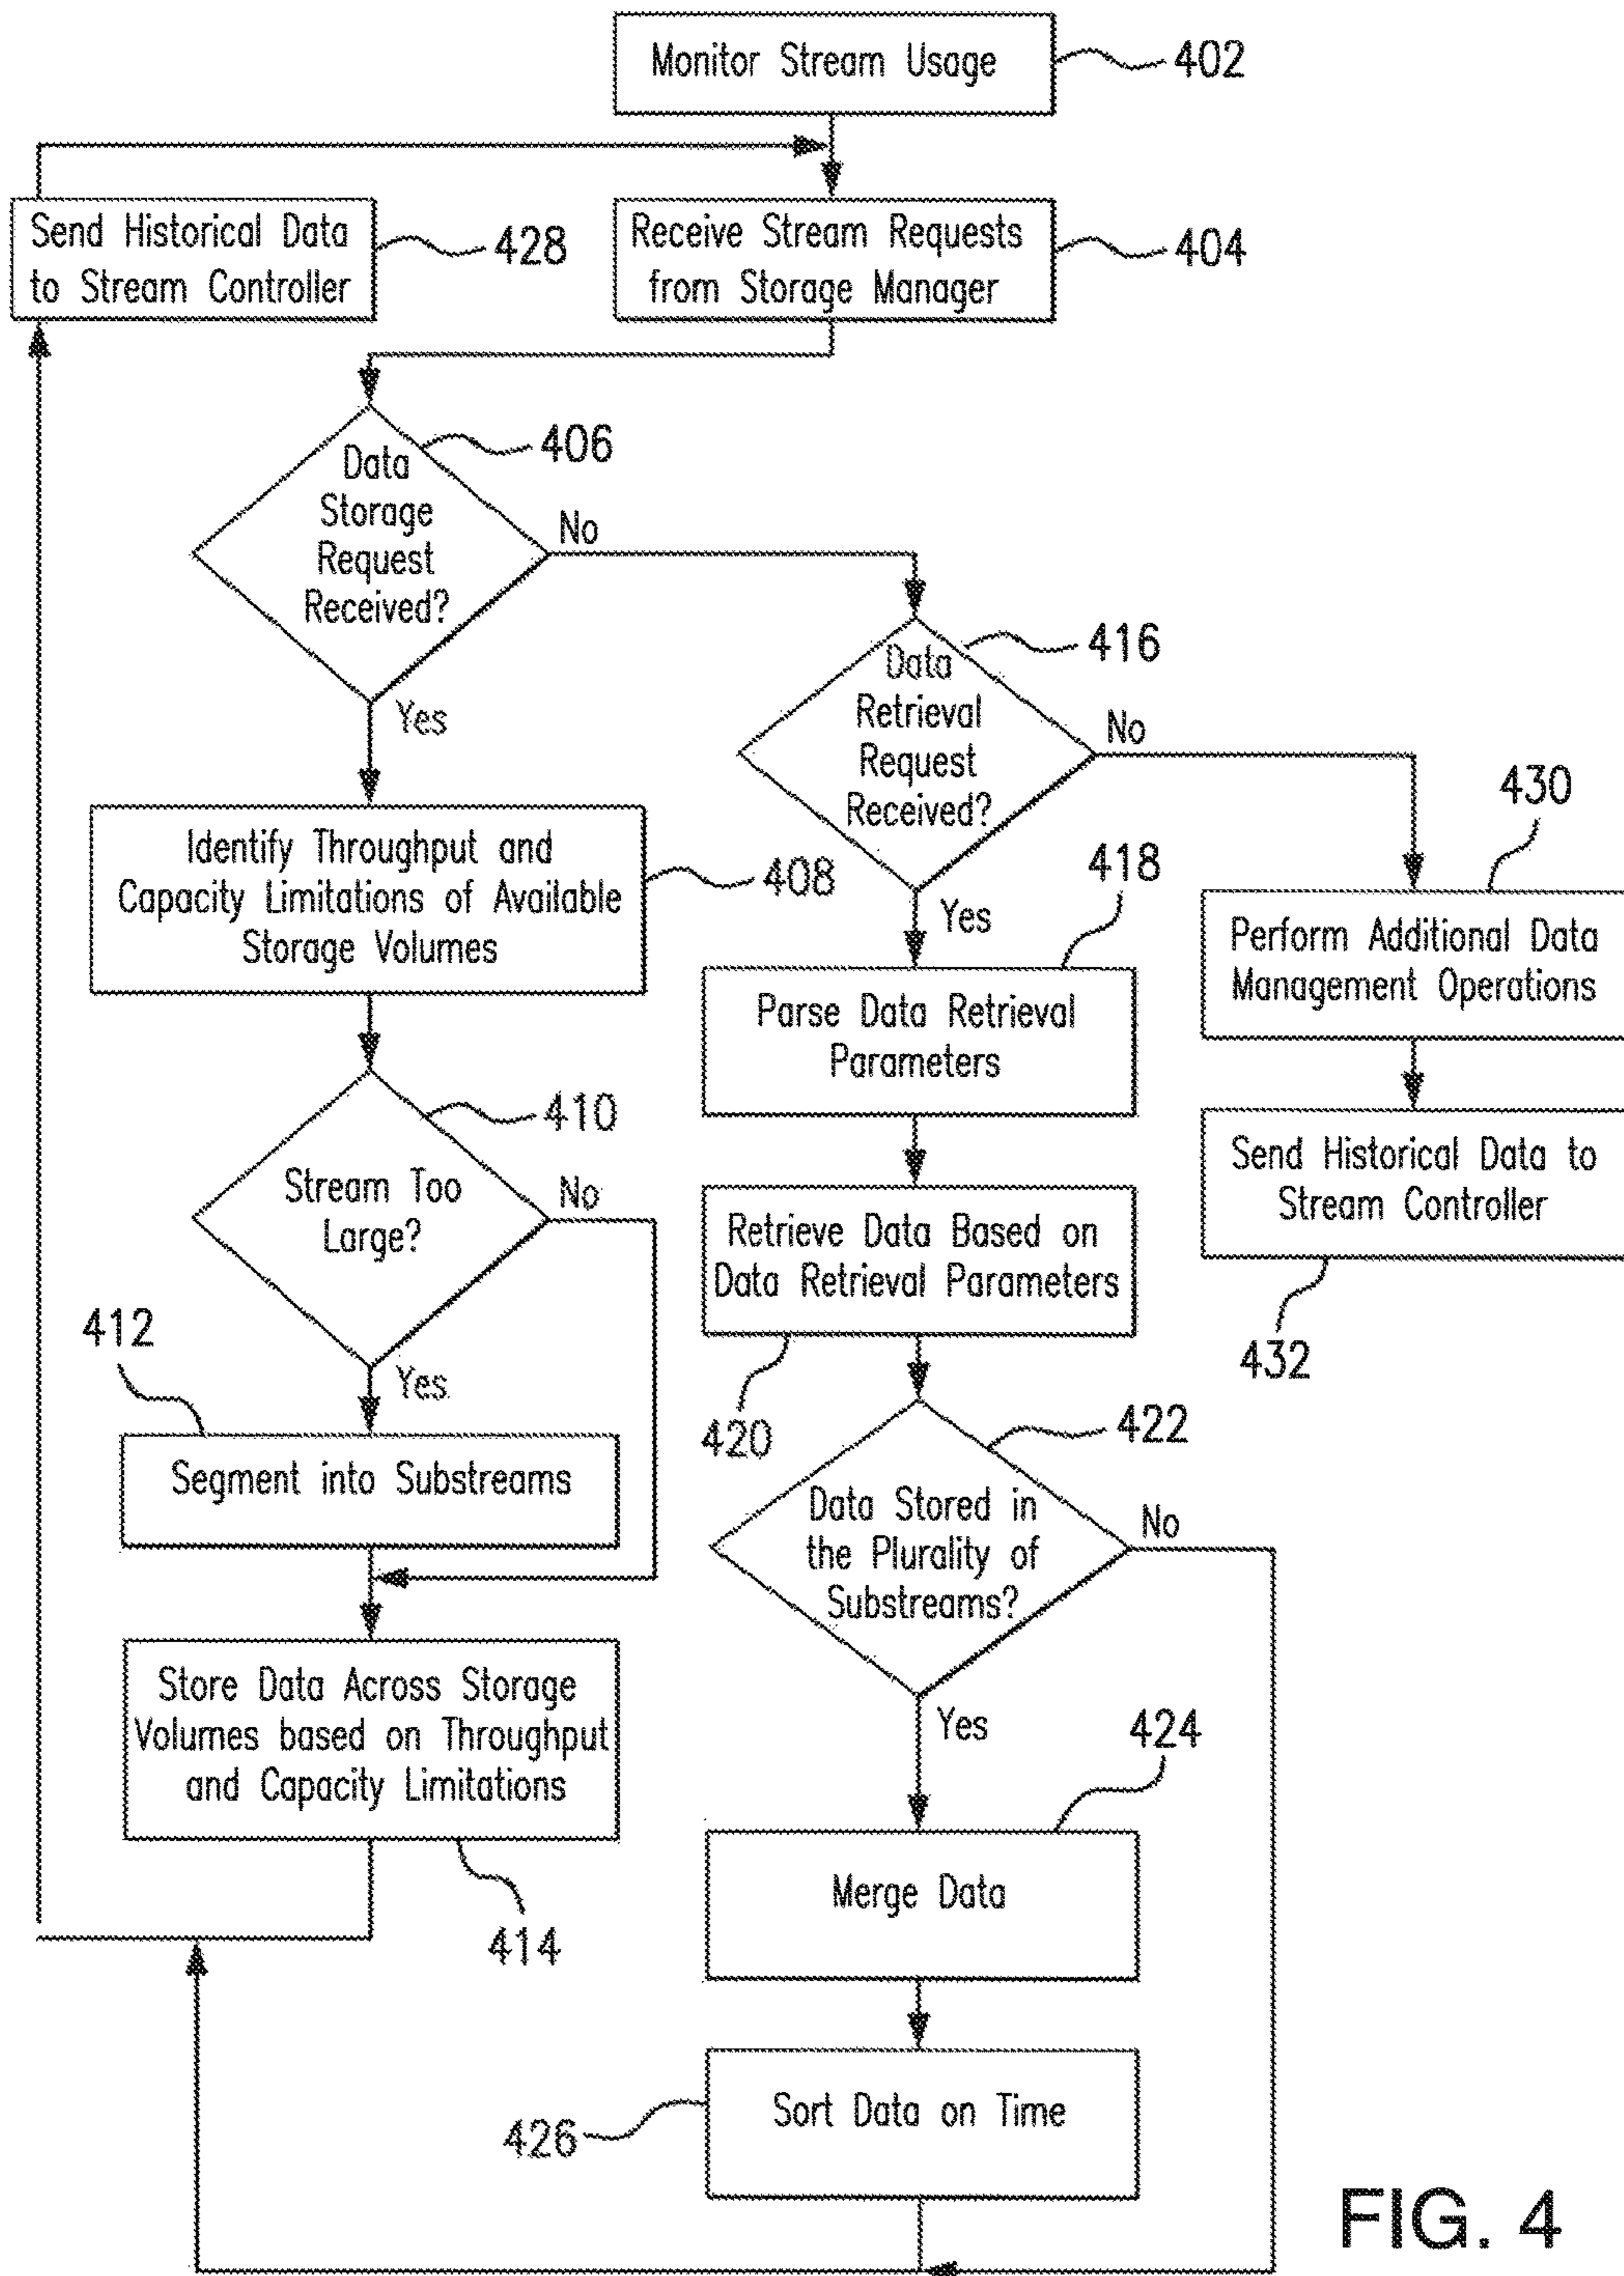 Monitor Stream Usage
402
Send Historical Data
to Stream Controller
428
Receive Stream Requests
from Storage Manager
404
Data
Storage
Request
Received?
406
No
Yes
Data
Retrieval
Request
Received?
416
No
Yes
Identify Throughput and
Capacity Limitations of Available
Storage Volumes
408
418
430
Parse Data Retrieval
Parameters
Perform Additional Data
Management Operations
Stream Too
Large?
410
No
Yes
Retrieve Data Based on
Data Retrieval Parameters
420
Send Historical Data to
Stream Controller
432
412
Segment into Substreams
Data Stored in
the Plurality of
Substreams?
422
No
Yes
Store Data Across Storage
Volumes based on Throughput
and Capacity Limitations
414
424
Merge Data
Sort Data on Time
426
FIG. 4